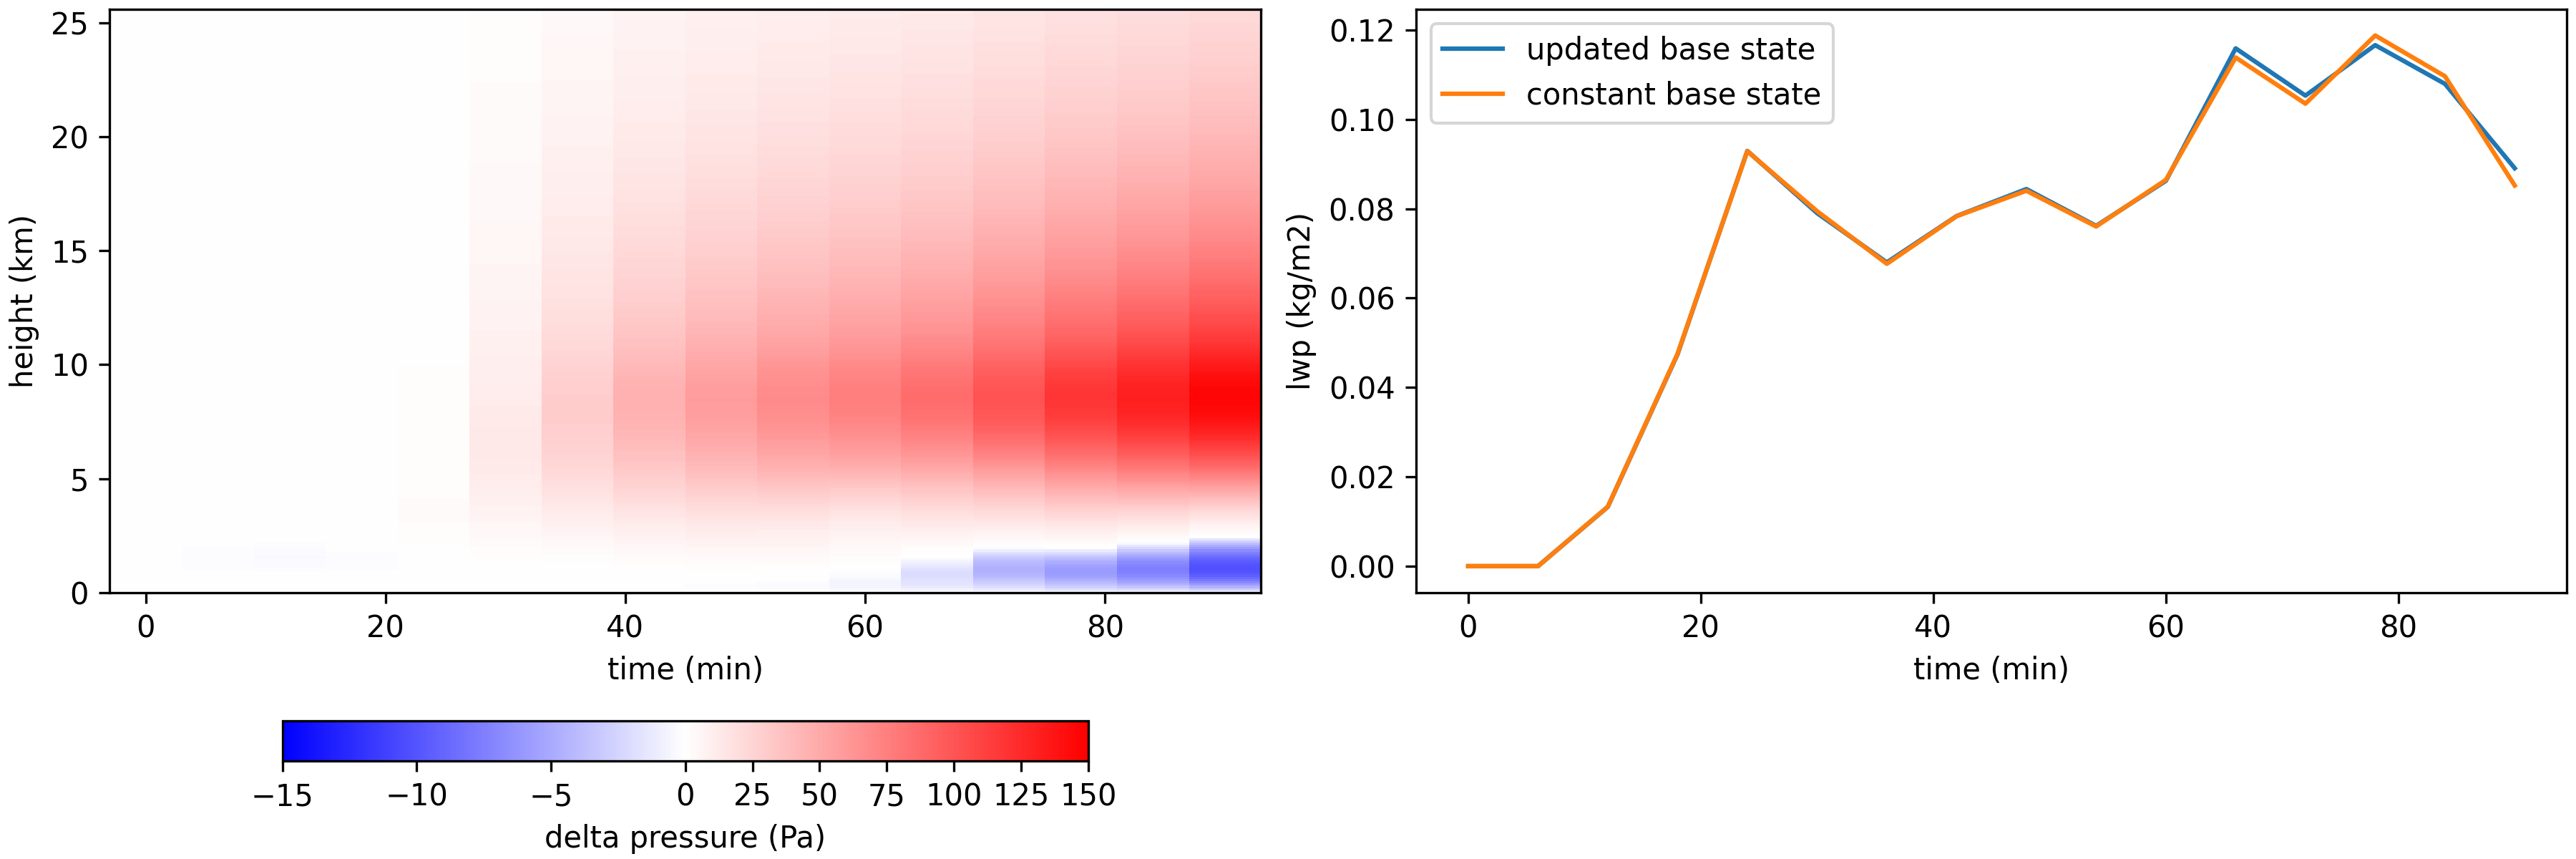 25
20
15
10
5
0
height (km)
0 20 40 60 80
time (min)
−15 −10 −5 0 25 50 75 100 125 150
delta pressure (Pa)
updated base state
constant base state
0.12
0.10
0.08
0.06
0.04
0.02
0.00
lwp (kg/m2)
0 20 40 60 80
time (min)